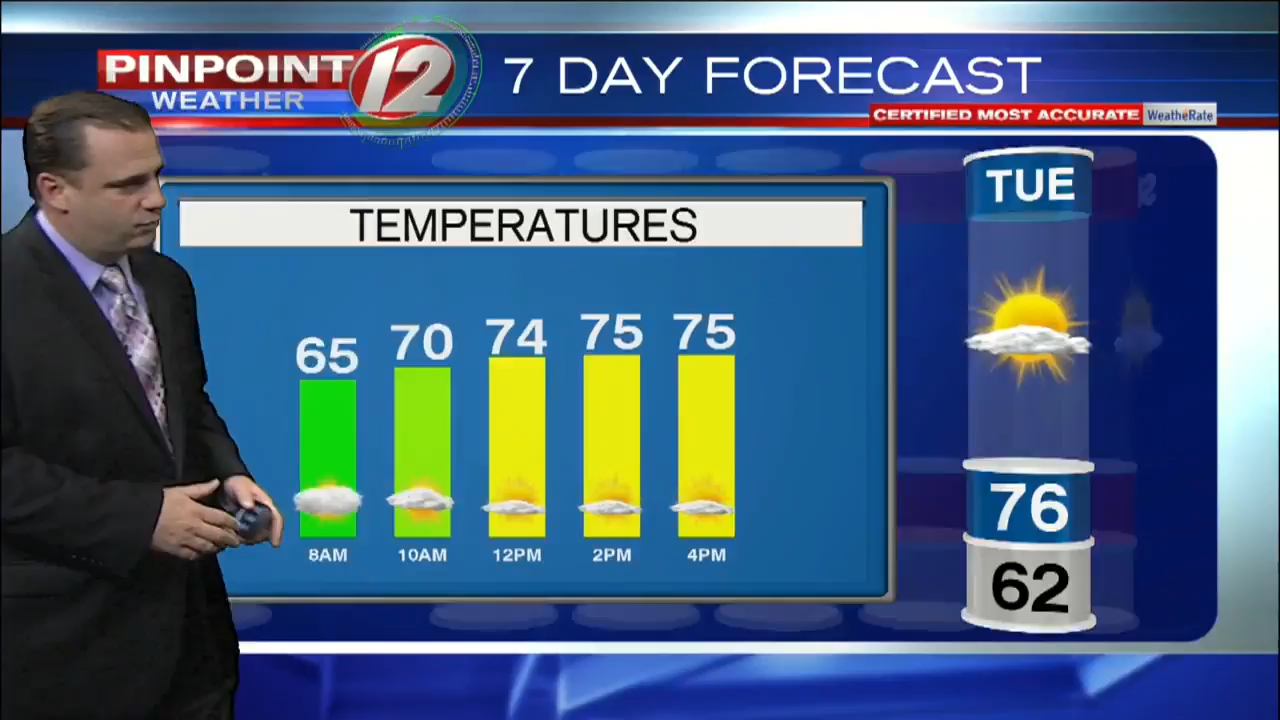 PINPOINT 12
WEATHER
7 DAY FORECAST
CERTIFIED MOST ACCURATE WeatheRate
TUE
TEMPERATURES
65 70 74 75 75
8AM 10AM 12PM 2PM 4PM
76
62